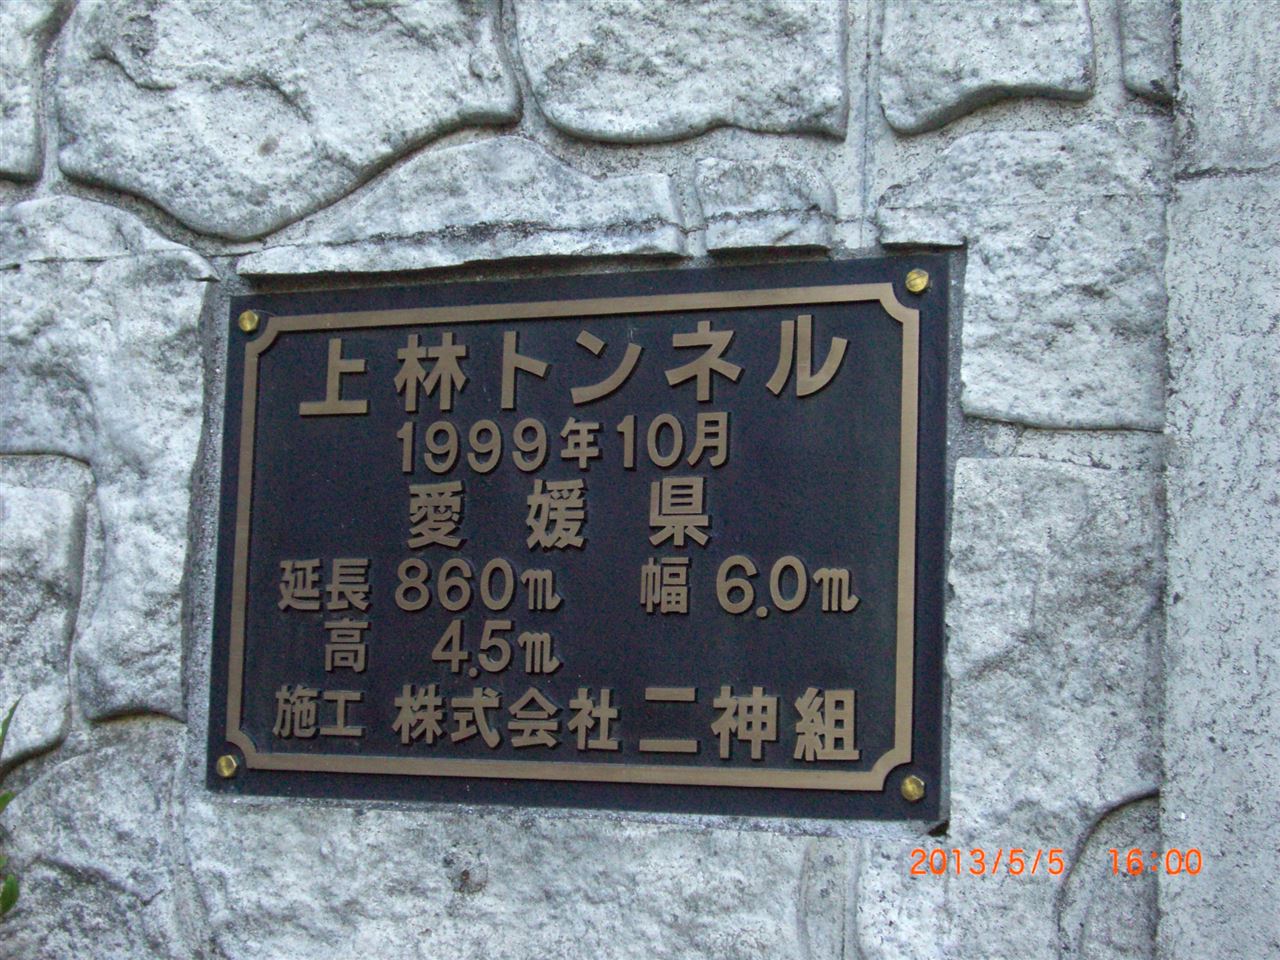 上林トンネル
1999年10月
愛媛県
延長 860m 幅 6.0m
高 4.5m
施工 株式会社 二神組
2013/5/5 16:00